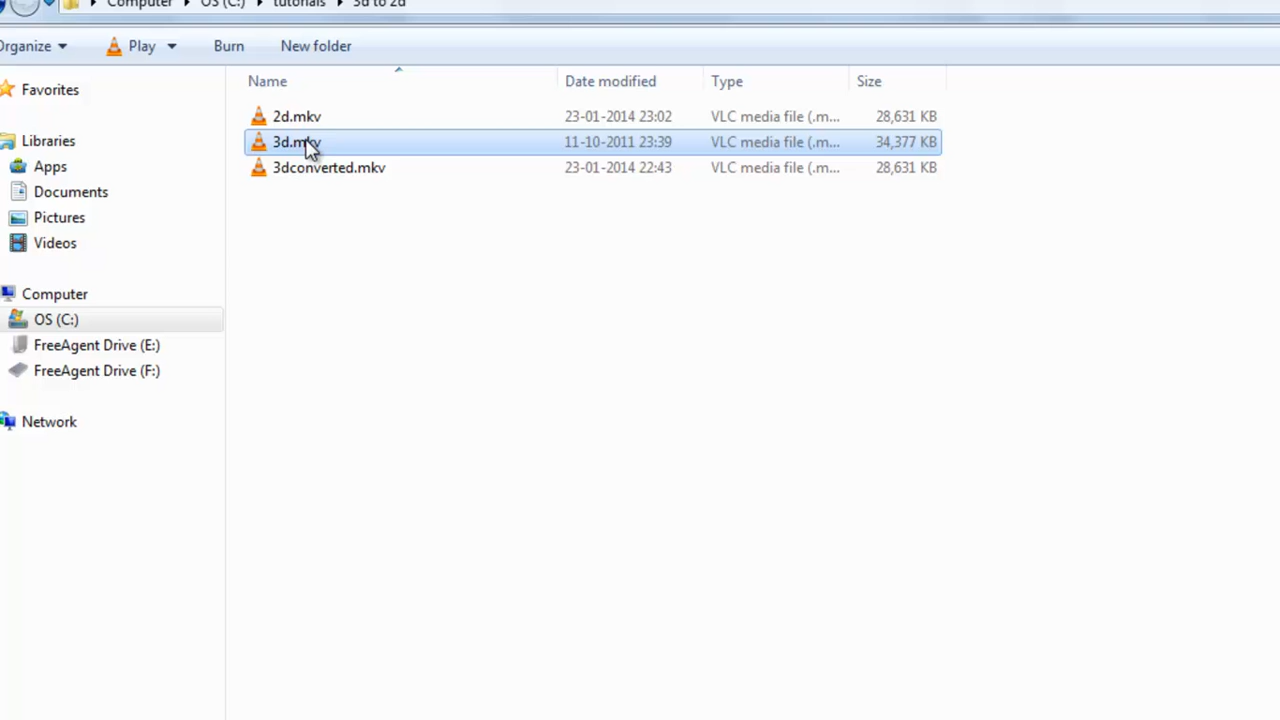 Computer OS (C:) tutorials 3d to 2d
Organize Play Burn New folder
Name Date modified Type Size
Favorites
2d.mkv 23-01-2014 23:02 VLC media file (.m... 28,631 KB
3d.mkv 11-10-2011 23:39 VLC media file (.m... 34,377 KB
3dconverted.mkv 23-01-2014 22:43 VLC media file (.m... 28,631 KB
Libraries
Apps
Documents
Pictures
Videos
Computer
OS (C:)
FreeAgent Drive (E:)
FreeAgent Drive (F:)
Network